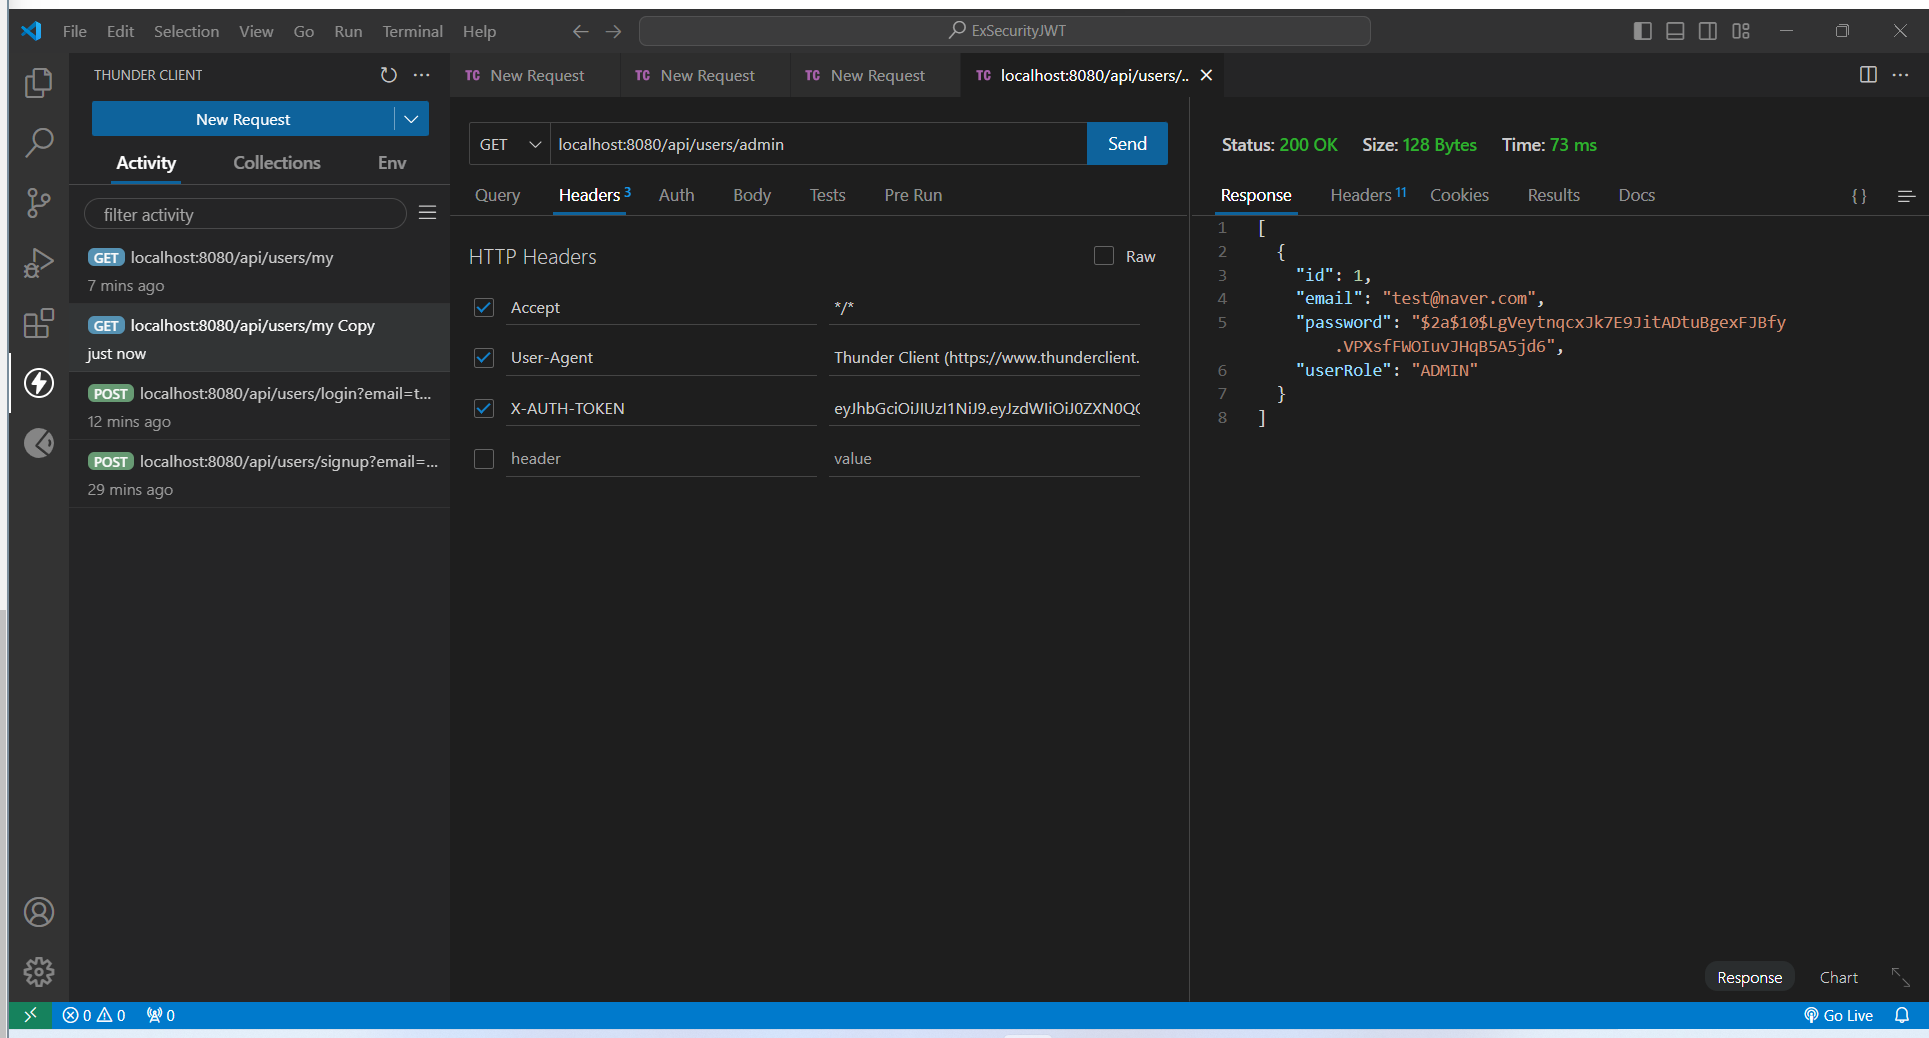 File Edit Selection View Go Run Terminal Help
ExSecurityJWT
THUNDER CLIENT
New Request
Activity Collections Env
filter activity
GET localhost:8080/api/users/my
7 mins ago
GET localhost:8080/api/users/my Copy
just now
POST localhost:8080/api/users/login?email=t...
12 mins ago
POST localhost:8080/api/users/signup?email=...
29 mins ago
TC New Request
TC New Request
TC New Request
TC localhost:8080/api/users/..
GET localhost:8080/api/users/admin Send
Query Headers 3 Auth Body Tests Pre Run
HTTP Headers Raw
Accept */*
User-Agent Thunder Client (https://www.thunderclient.
X-AUTH-TOKEN eyJhbGciOiJIUzI1NiJ9.eyJzdWIiOiJ0ZXN0QG
header value
Status: 200 OK Size: 128 Bytes Time: 73 ms
Response Headers 11 Cookies Results Docs {}
1 [
2 {
3 "id": 1,
4 "email": "test@naver.com",
5 "password": "$2a$10$LgVeytnqcxJk7E9JitADtuBgexFJBfy
.VPXsfFWOIuvJHqB5A5jd6",
6 "userRole": "ADMIN"
7 }
8 ]
Response Chart
0 0 0
Go Live